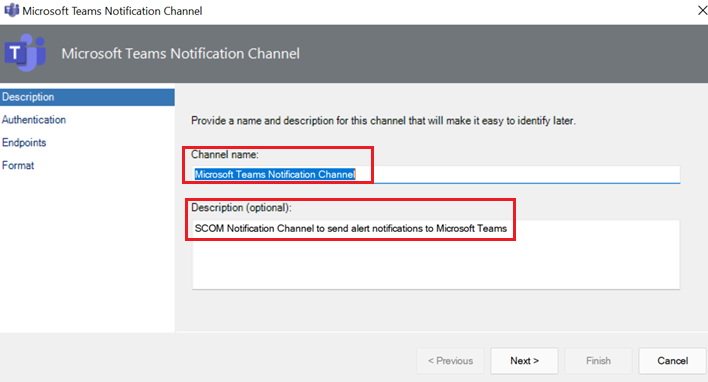 Microsoft Teams Notification Channel
Microsoft Teams Notification Channel
Description
Authentication
Endpoints
Format
Provide a name and description for this channel that will make it easy to identify later.
Channel name:
Microsoft Teams Notification Channel
Description (optional):
SCOM Notification Channel to send alert notifications to Microsoft Teams
< Previous
Next >
Finish
Cancel